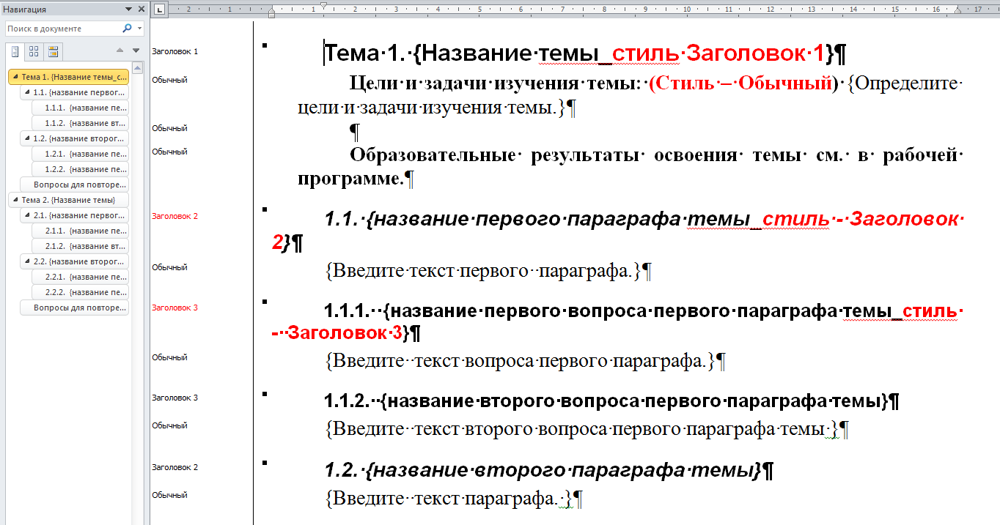 Навигация
Поиск в документе
Тема 1. {Название темы_с...
1.1. {название первог...
1.1.1. {название пе...
1.1.2. {название вт...
1.2. {название второг...
1.2.1. {название пе...
1.2.2. {название пе...
Вопросы для повторе...
Тема 2. {Название темы}
2.1. {название первог...
2.1.1. {название пе...
2.1.2. {название вт...
2.2. {название второг...
2.2.1. {название пе...
2.2.2. {название пе...
Вопросы для повторе...
2 1 1 2 3 4 5 6 7 8 9 10 11 12 13 14 15 16 17
Заголовок 1
Тема·1.·{Название·темы_стиль·Заголовок·1}¶
Обычный
Цели·и·задачи·изучения·темы:·(Стиль·–·Обычный)·{Определите·
цели·и·задачи·изучения·темы.}¶
Обычный
¶
Обычный
Образовательные·результаты·освоения·темы·см.·в·рабочей·
программе.¶
Заголовок 2
1.1.·{название·первого·параграфа·темы_стиль·-·Заголовок·
2}¶
Обычный
{Введите·текст·первого··параграфа.}¶
Заголовок 3
1.1.1.··{название·первого·вопроса·первого·параграфа·темы_стиль·
-··Заголовок·3}¶
Обычный
{Введите··текст·вопроса·первого·параграфа.}¶
Заголовок 3
1.1.2.··{название·второго·вопроса·первого·параграфа·темы}¶
Обычный
{Введите··текст·второго·вопроса·первого·параграфа·темы·}¶
Заголовок 2
1.2.·{название·второго·параграфа·темы}¶
Обычный
{Введите··текст·параграфа.·}¶